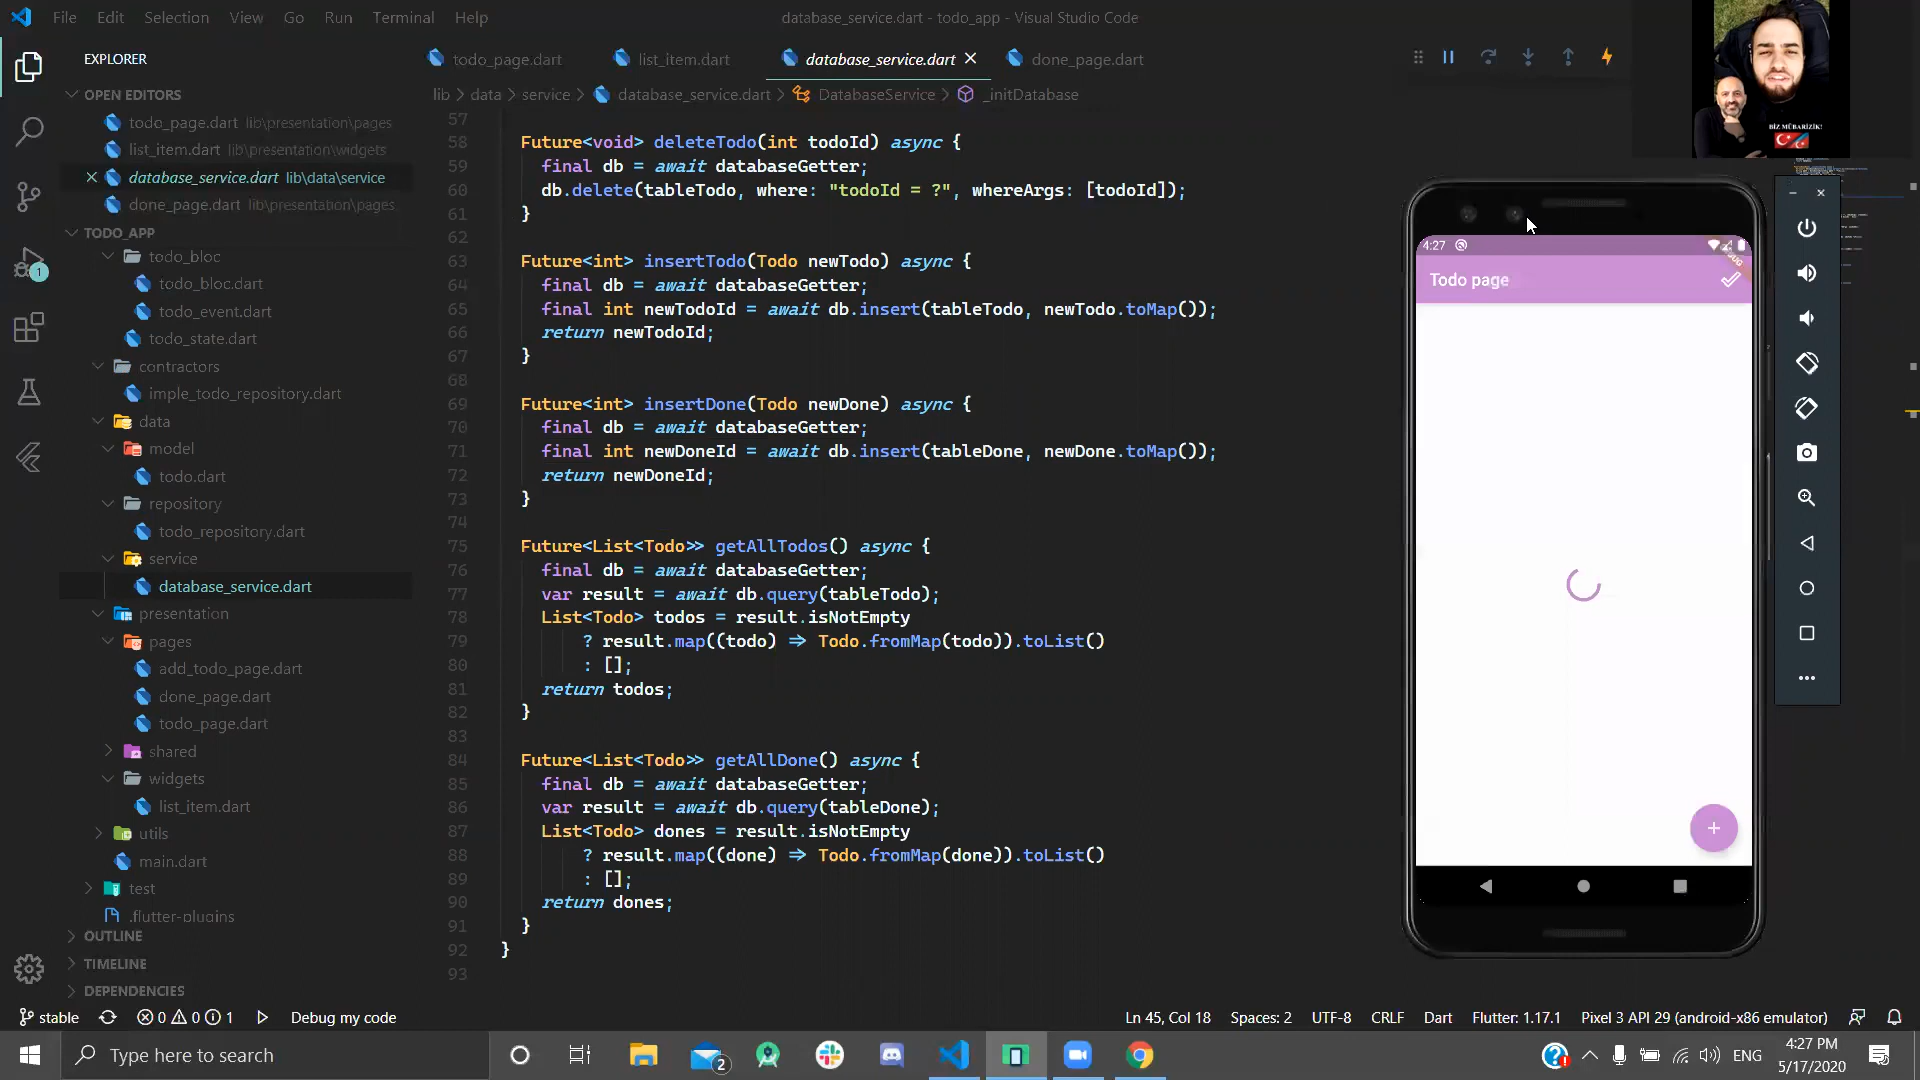 File Edit Selection View Go Run Terminal Help
database_service.dart - todo_app - Visual Studio Code
EXPLORER
OPEN EDITORS
todo_page.dart lib\presentation\pages
list_item.dart lib\presentation\widgets
database_service.dart lib\data\service
done_page.dart lib\presentation\pages
TODO_APP
todo_bloc
todo_bloc.dart
todo_event.dart
todo_state.dart
contractors
imple_todo_repository.dart
data
model
todo.dart
repository
todo_repository.dart
service
database_service.dart
presentation
pages
add_todo_page.dart
done_page.dart
todo_page.dart
shared
widgets
list_item.dart
utils
main.dart
test
.flutter-plugins
OUTLINE
TIMELINE
DEPENDENCIES
1
todo_page.dart list_item.dart database_service.dart done_page.dart
lib > data > service > database_service.dart > DatabaseService > _initDatabase
57
58 Future<void> deleteTodo(int todoId) async {
59 final db = await databaseGetter;
60 db.delete(tableTodo, where: "todoId = ?", whereArgs: [todoId]);
61 }
62
63 Future<int> insertTodo(Todo newTodo) async {
64 final db = await databaseGetter;
65 final int newTodoId = await db.insert(tableTodo, newTodo.toMap());
66 return newTodoId;
67 }
68
69 Future<int> insertDone(Todo newDone) async {
70 final db = await databaseGetter;
71 final int newDoneId = await db.insert(tableDone, newDone.toMap());
72 return newDoneId;
73 }
74
75 Future<List<Todo>> getAllTodos() async {
76 final db = await databaseGetter;
77 var result = await db.query(tableTodo);
78 List<Todo> todos = result.isNotEmpty
79 ? result.map((todo) => Todo.fromMap(todo)).toList()
80 : [];
81 return todos;
82 }
83
84 Future<List<Todo>> getAllDone() async {
85 final db = await databaseGetter;
86 var result = await db.query(tableDone);
87 List<Todo> dones = result.isNotEmpty
88 ? result.map((done) => Todo.fromMap(done)).toList()
89 : [];
90 return dones;
91 }
92 }
93
BİZ MÜBARİZİK!
4:27
Todo page
stable 0 0 1 Debug my code
Ln 45, Col 18 Spaces: 2 UTF-8 CRLF Dart Flutter: 1.17.1 Pixel 3 API 29 (android-x86 emulator)
Type here to search
2
ENG
4:27 PM
5/17/2020